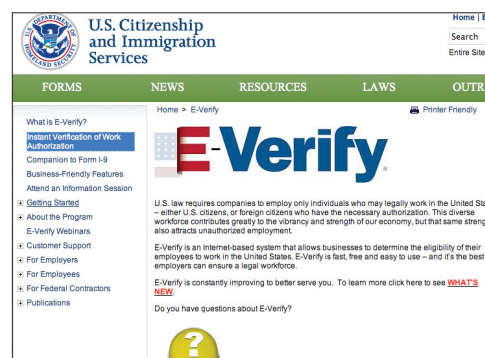 Home |
U.S. DEPARTMENT OF
HOMELAND SECURITY
U.S. Citizenship
and Immigration
Services
Search
Entire Site
FORMS
NEWS
RESOURCES
LAWS
OUTR
Home > E-Verify
Printer Friendly
What is E-Verify?
Instant Verification of Work
Authorization
Companion to Form I-9
Business-Friendly Features
Attend an Information Session
Getting Started
About the Program
E-Verify Webinars
Customer Support
For Employers
For Employees
For Federal Contractors
Publications
E-Verify
U.S. law requires companies to employ only individuals who may legally work in the United Sta
– either U.S. citizens, or foreign citizens who have the necessary authorization. This diverse
workforce contributes greatly to the vibrancy and strength of our economy, but that same streng
also attracts unauthorized employment.
E-Verify is an Internet-based system that allows businesses to determine the eligibility of their
employees to work in the United States. E-Verify is fast, free and easy to use – and it's the best
employers can ensure a legal workforce.
E-Verify is constantly improving to better serve you. To learn more click here to see WHAT'S
NEW.
Do you have questions about E-Verify?
?